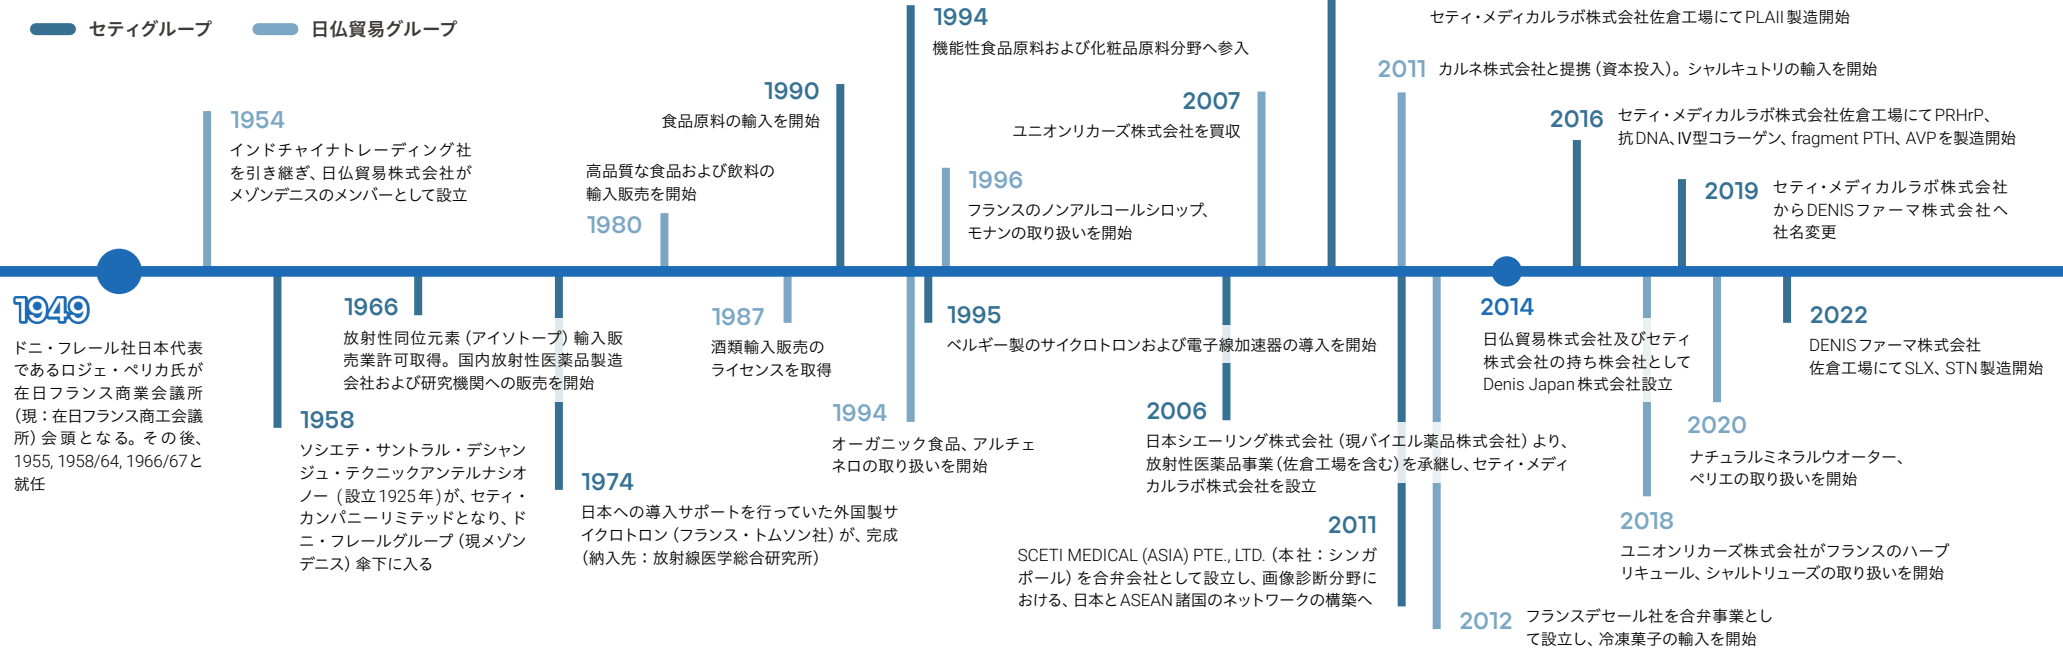 セティグループ
日仏貿易グループ
1949
ドニ・フレール社日本代表
であるロジェ・ペリカ氏が
在日フランス商業会議所
(現：在日フランス商工会議
所) 会頭となる。その後、
1955, 1958/64, 1966/67と
就任
1954
インドチャイナトレーディング社
を引き継ぎ、日仏貿易株式会社が
メゾンデニスのメンバーとして設立
1958
ソシエテ・サントラル・デシャン
ジュ・テクニックアンテルナシオ
ノー (設立1925年) が、セティ・
カンパニーリミテッドとなり、ド
ニ・フレールグループ (現メゾン
デニス) 傘下に入る
1966
放射性同位元素 (アイソトープ) 輸入販
売業許可取得。国内放射性医薬品製造
会社および研究機関への販売を開始
1974
日本への導入サポートを行っていた外国製サ
イクロトロン (フランス・トムソン社) が、完成
(納入先：放射線医学総合研究所)
高品質な食品および飲料の
輸入販売を開始
1980
1987
酒類輸入販売の
ライセンスを取得
1990
食品原料の輸入を開始
1994
機能性食品原料および化粧品原料分野へ参入
1994
オーガニック食品、アルチェ
ネロの取り扱いを開始
1995
ベルギー製のサイクロトロンおよび電子線加速器の導入を開始
1996
フランスのノンアルコールシロップ、
モナンの取り扱いを開始
2006
日本シエーリング株式会社 (現バイエル薬品株式会社) より、
放射性医薬品事業 (佐倉工場を含む) を承継し、セティ・メディ
カルラボ株式会社を設立
2007
ユニオンリカーズ株式会社を買収
セティ・メディカルラボ株式会社佐倉工場にてPLAII製造開始
2011
カルネ株式会社と提携 (資本投入)。シャルキュトリの輸入を開始
2011
SCETI MEDICAL (ASIA) PTE., LTD. (本社：シンガ
ポール) を合弁会社として設立し、画像診断分野に
おける、日本とASEAN諸国のネットワークの構築へ
2012
フランスデセール社を合弁事業とし
て設立し、冷凍菓子の輸入を開始
2014
日仏貿易株式会社及びセティ
株式会社の持ち株会社として
Denis Japan株式会社設立
2016
セティ・メディカルラボ株式会社佐倉工場にてPRHrP、
抗DNA、Ⅳ型コラーゲン、fragment PTH、AVPを製造開始
2018
ユニオンリカーズ株式会社がフランスのハーブ
リキュール、シャルトリューズの取り扱いを開始
2019
セティ・メディカルラボ株式会社
からDENISファーマ株式会社へ
社名変更
2020
ナチュラルミネラルウオーター、
ペリエの取り扱いを開始
2022
DENISファーマ株式会社
佐倉工場にてSLX、STN製造開始